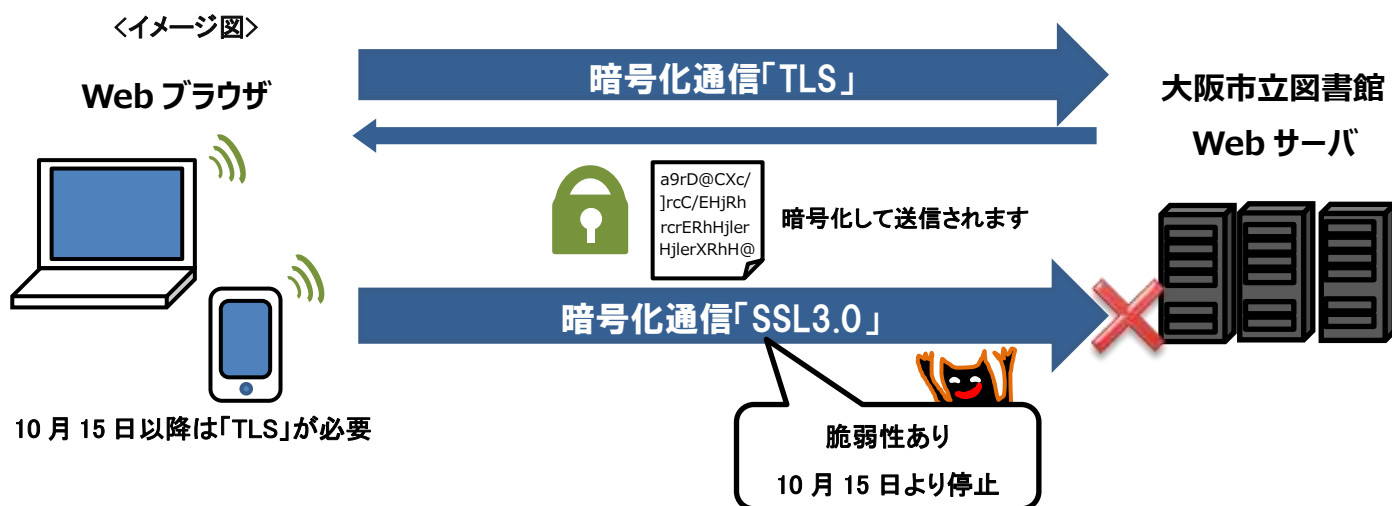 <イメージ図>
Web ブラウザ
暗号化通信「TLS」
大阪市立図書館
Web サーバ
a9rD@CXc/
]rcC/EHjRh
rcrERhHjler
HjlerXRhH@
暗号化して送信されます
暗号化通信「SSL3.0」
10 月 15 日以降は「TLS」が必要
脆弱性あり
10 月 15 日より停止